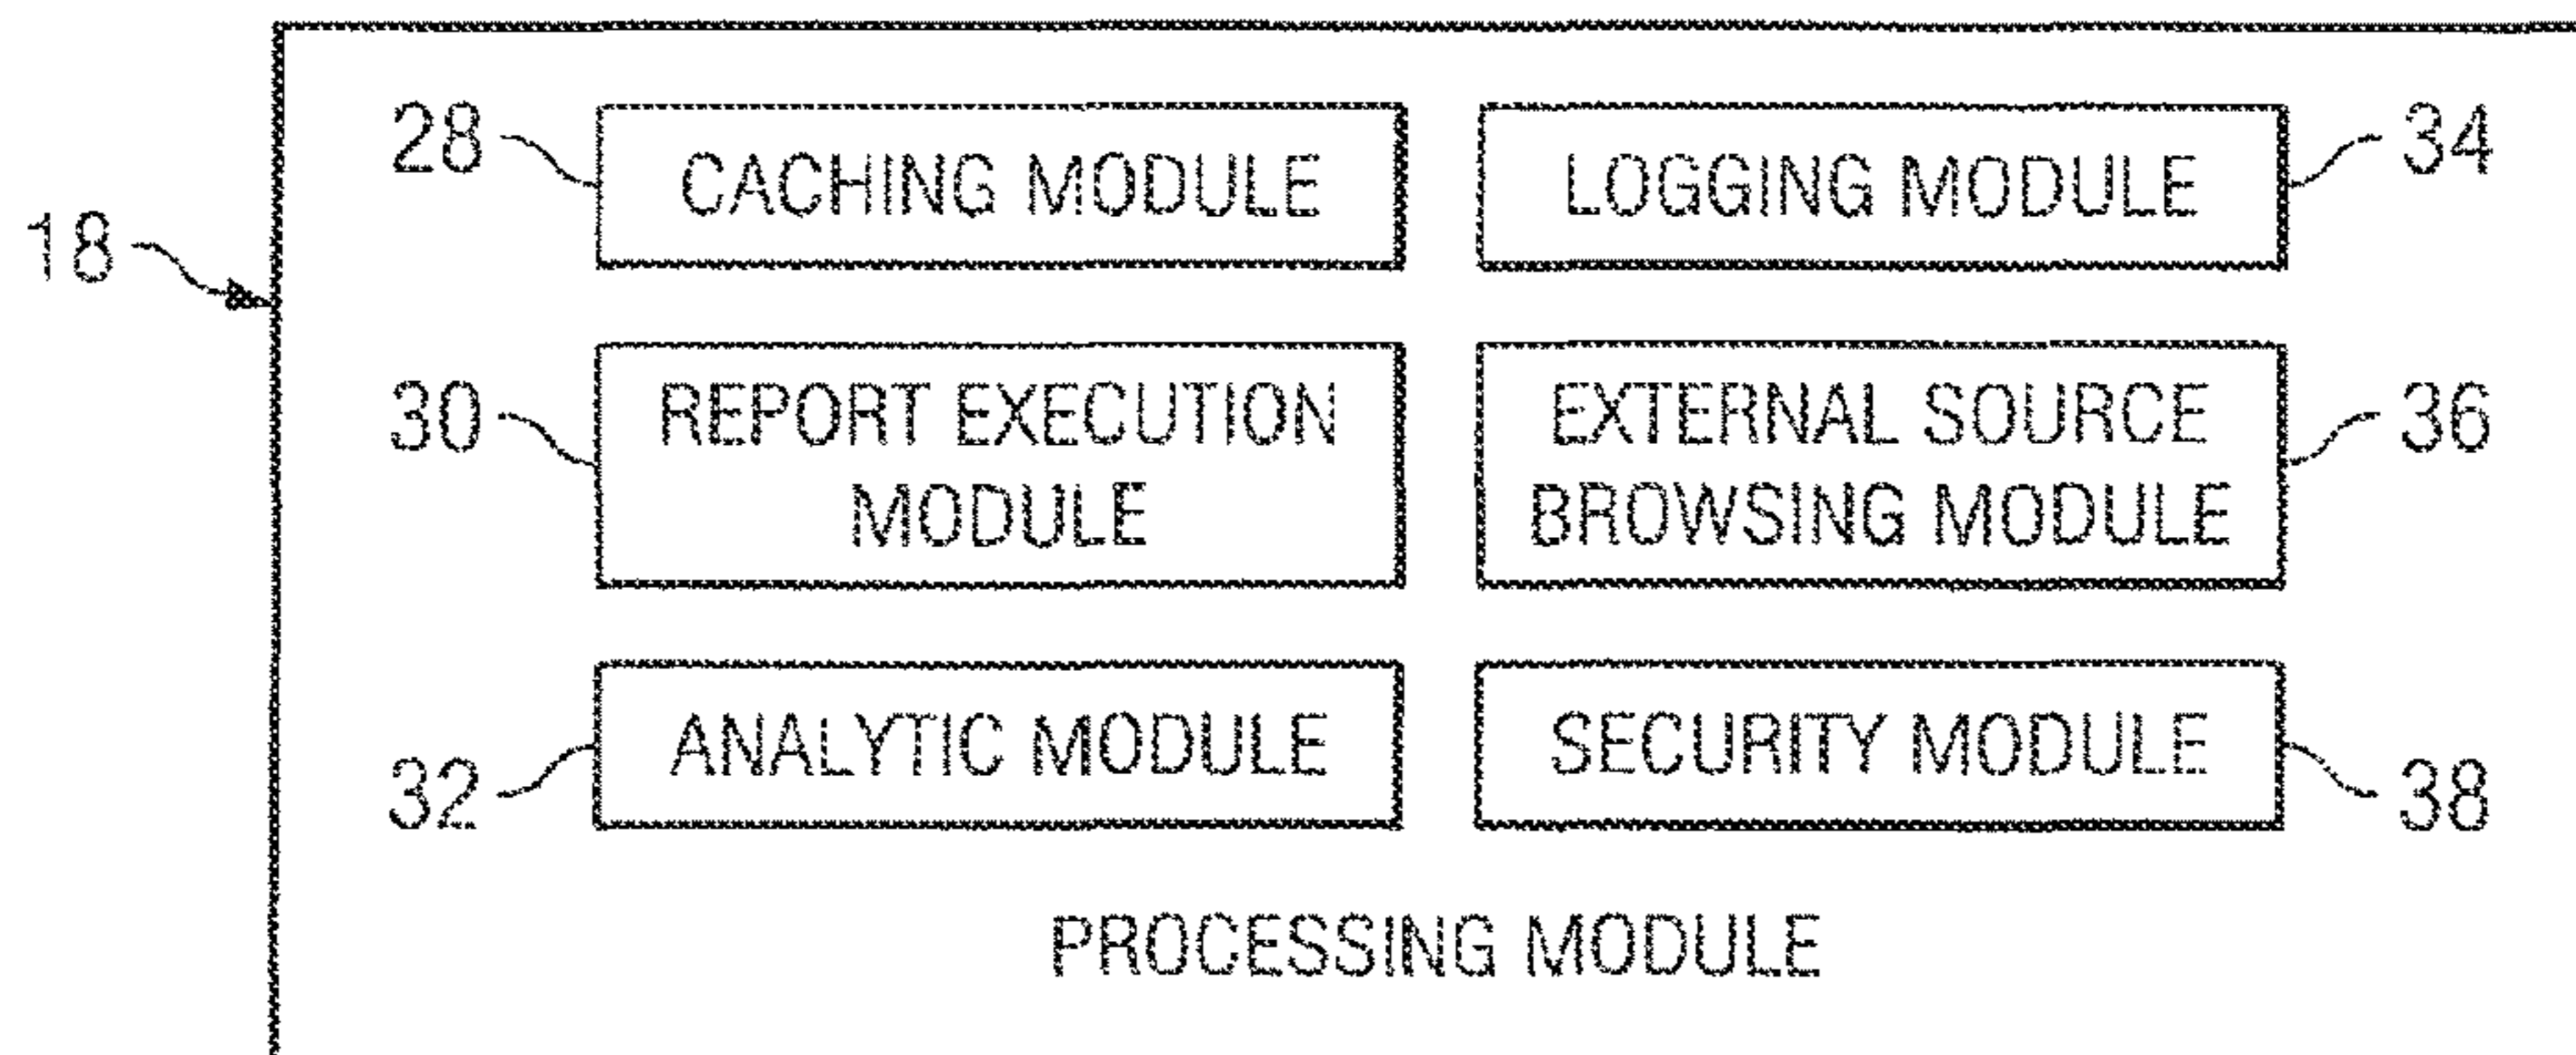 28
CACHING MODULE
LOGGING MODULE
34
18
30
REPORT EXECUTION
MODULE
EXTERNAL SOURCE
BROWSING MODULE
36
32
ANALYTIC MODULE
SECURITY MODULE
38
PROCESSING MODULE